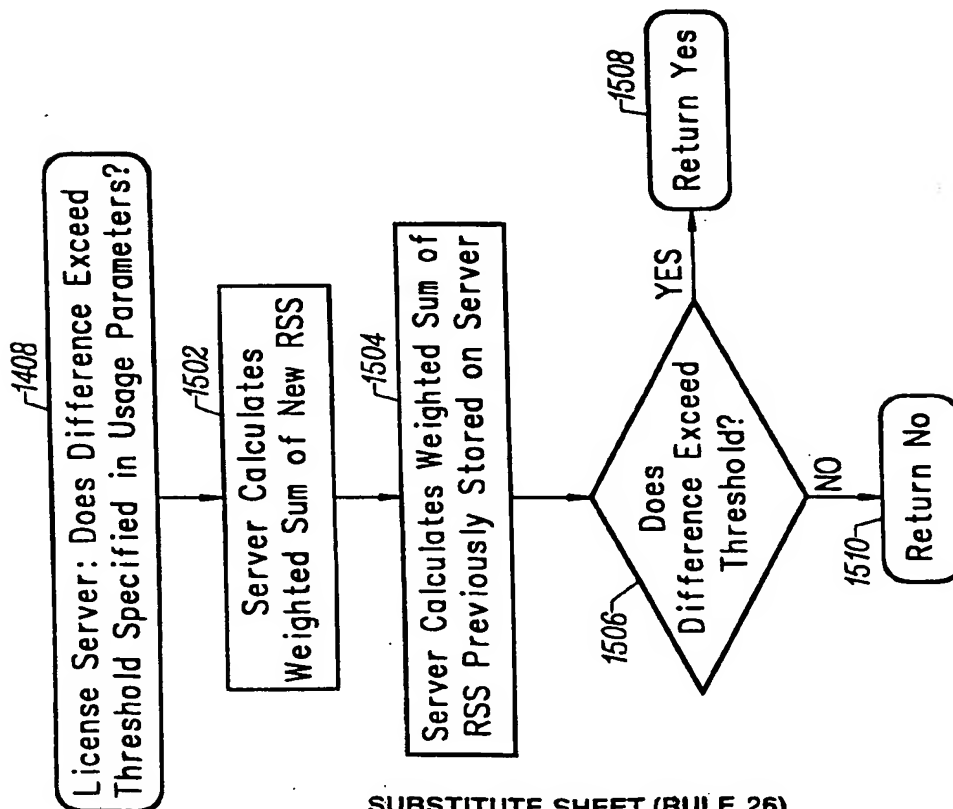 1408
License Server: Does Difference Exceed
Threshold Specified in Usage Parameters?
1502
Server Calculates
Weighted Sum of New RSS
1504
Server Calculates Weighted Sum of
RSS Previously Stored on Server
1506
Does
Difference Exceed
Threshold?
YES
1508
Return Yes
NO
1510
Return No
SUBSTITUTE SHEET (RULE 26)